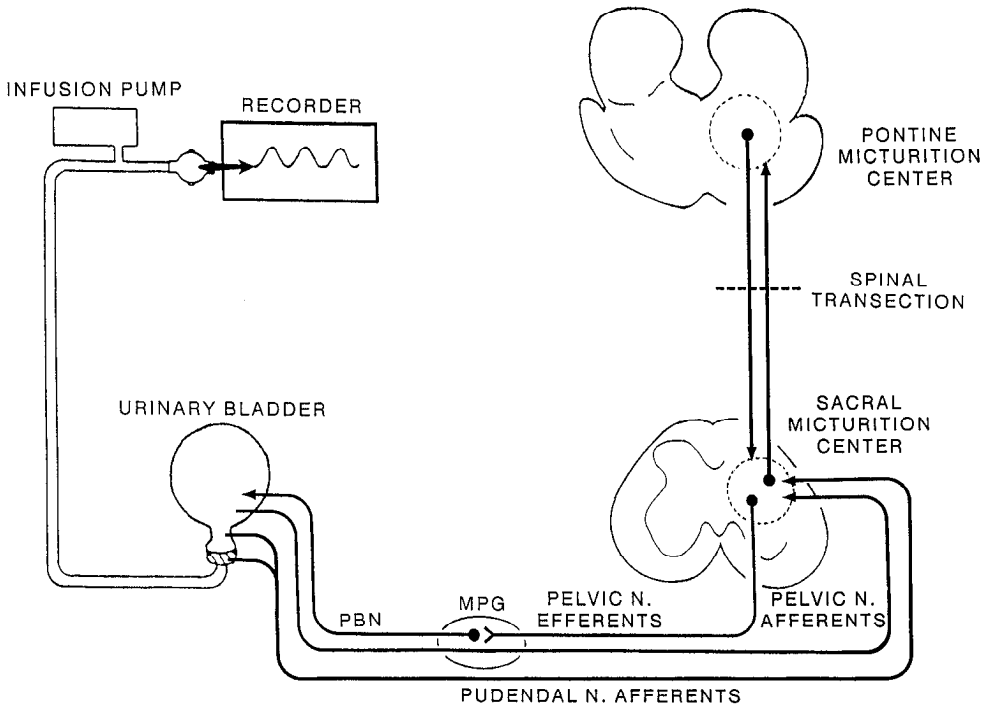 INFUSION PUMP
RECORDER
PONTINE
MICTURITION
CENTER
SPINAL
TRANSECTION
URINARY BLADDER
SACRAL
MICTURITION
CENTER
PBN
MPG
PELVIC N.
EFFERENTS
PELVIC N.
AFFERENTS
PUDENDAL N. AFFERENTS